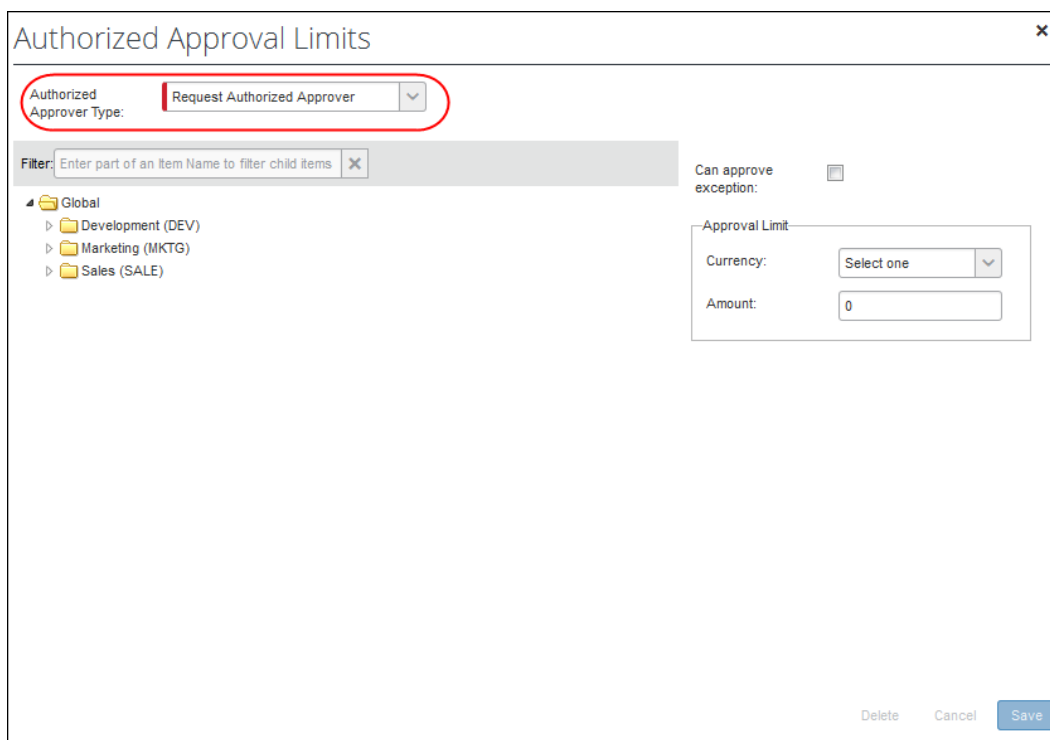 Authorized Approval Limits
Authorized
Approver Type:
Request Authorized Approver
Filter: Enter part of an Item Name to filter child items
Global
Development (DEV)
Marketing (MKTG)
Sales (SALE)
Can approve
exception:
Approval Limit
Currency: Select one
Amount: 0
Delete Cancel Save